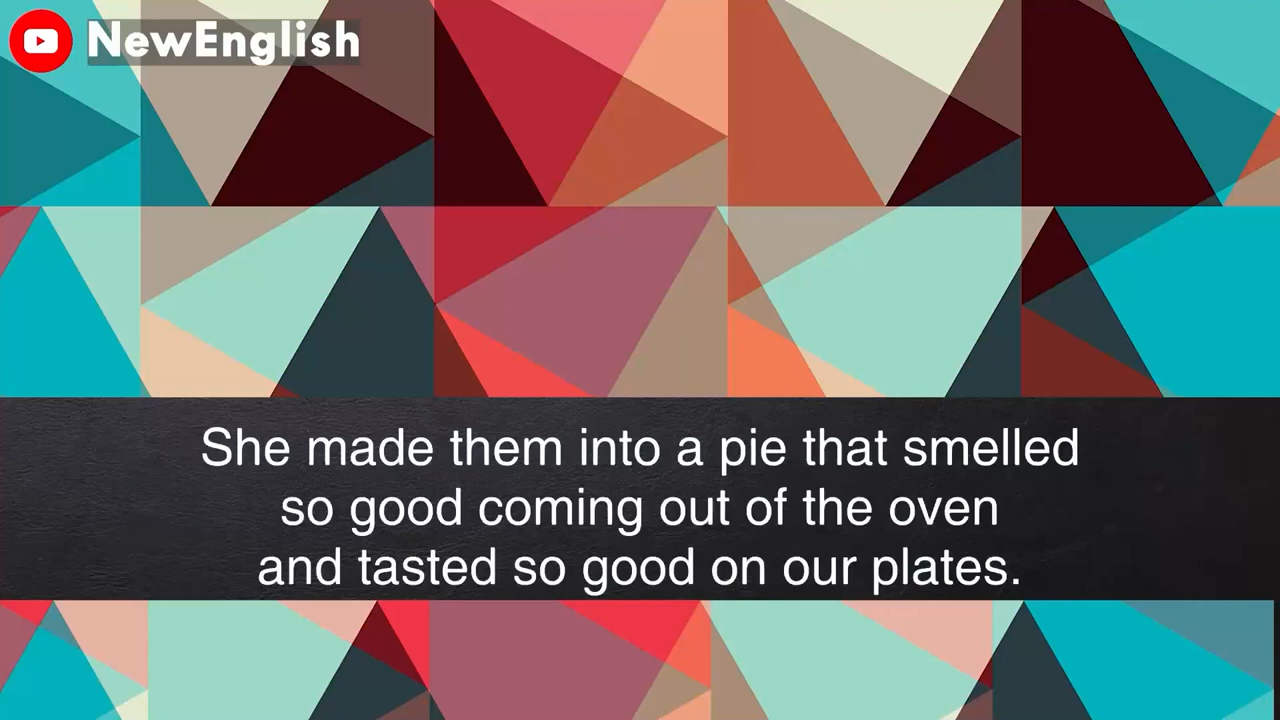 NewEnglish
She made them into a pie that smelled
so good coming out of the oven
and tasted so good on our plates.